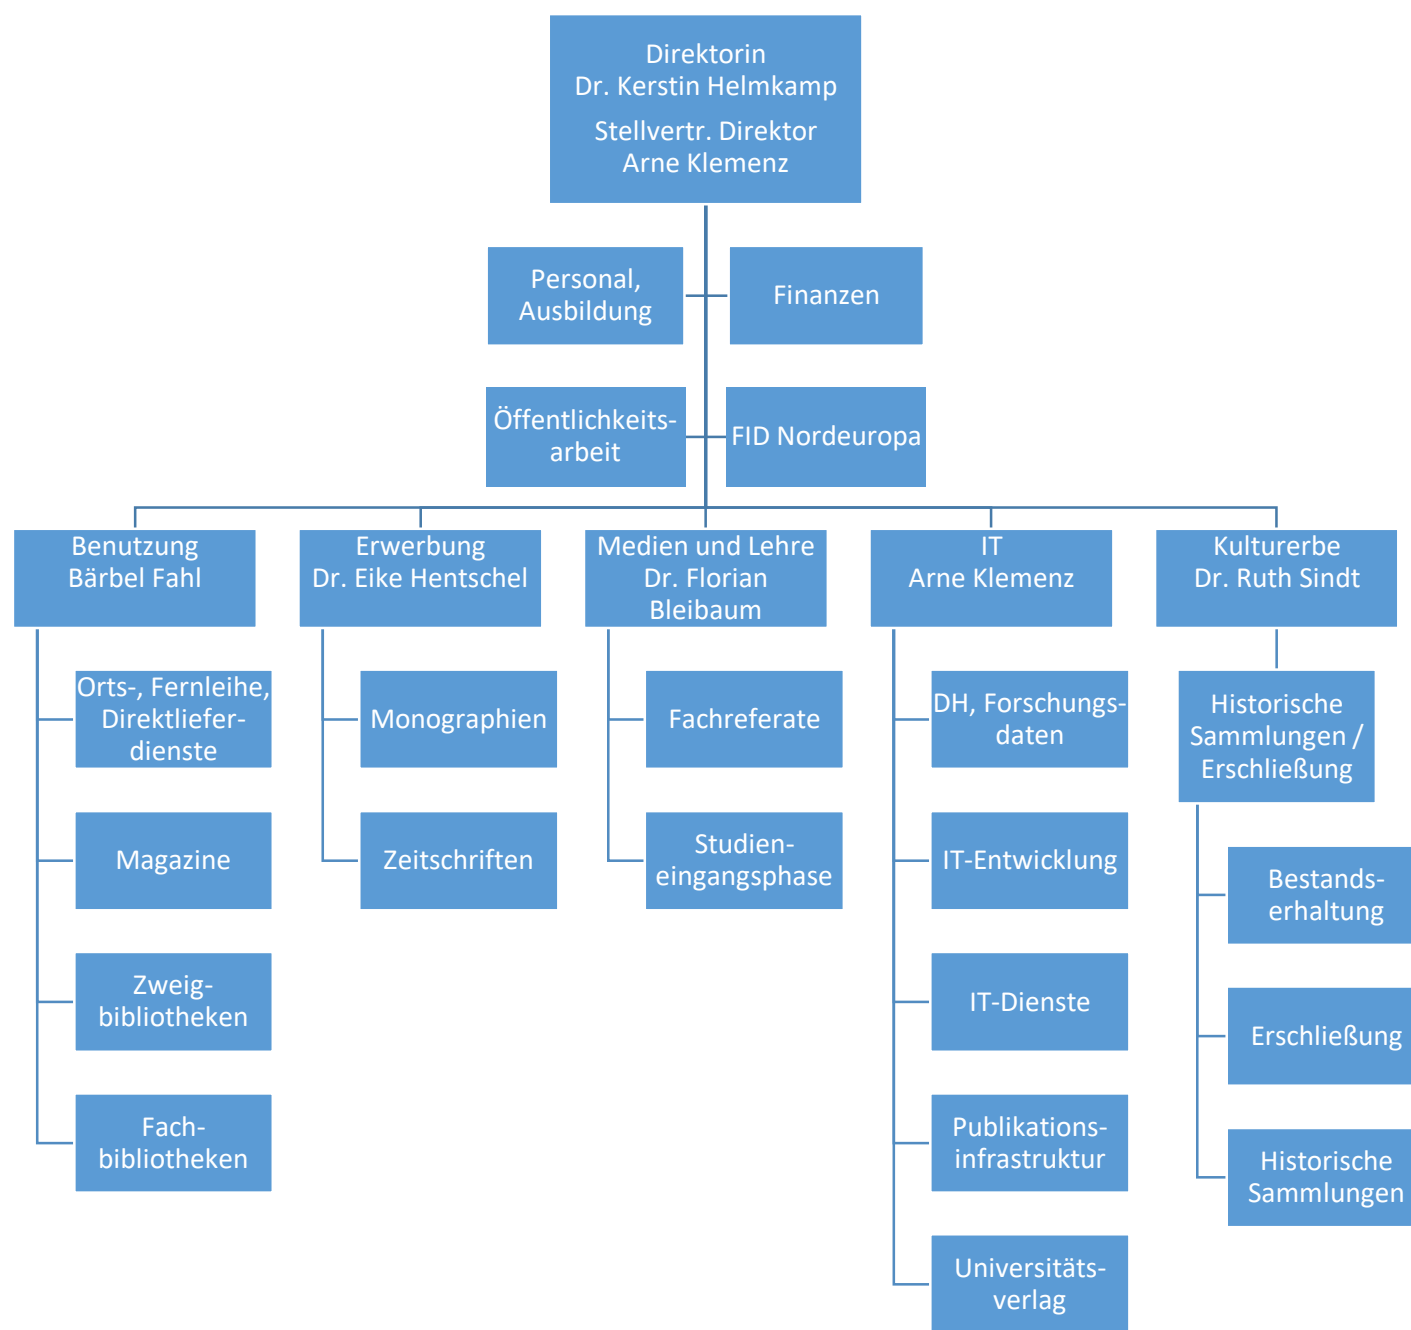 Direktorin
Dr. Kerstin Helmkamp
Stellvertr. Direktor
Arne Klemenz
Personal,
Ausbildung
Finanzen
Öffentlichkeits-
arbeit
FID Nordeuropa
Benutzung
Bärbel Fahl
Erwerbung
Dr. Eike Hentschel
Medien und Lehre
Dr. Florian
Bleibaum
IT
Arne Klemenz
Kulturerbe
Dr. Ruth Sindt
Orts-, Fernleihe,
Direktliefer-
dienste
Magazine
Zweig-
bibliotheken
Fach-
bibliotheken
Monographien
Zeitschriften
Fachreferate
Studien-
eingangsphase
DH, Forschungs-
daten
IT-Entwicklung
IT-Dienste
Publikations-
infrastruktur
Universitäts-
verlag
Historische
Sammlungen /
Erschließung
Bestands-
erhaltung
Erschließung
Historische
Sammlungen